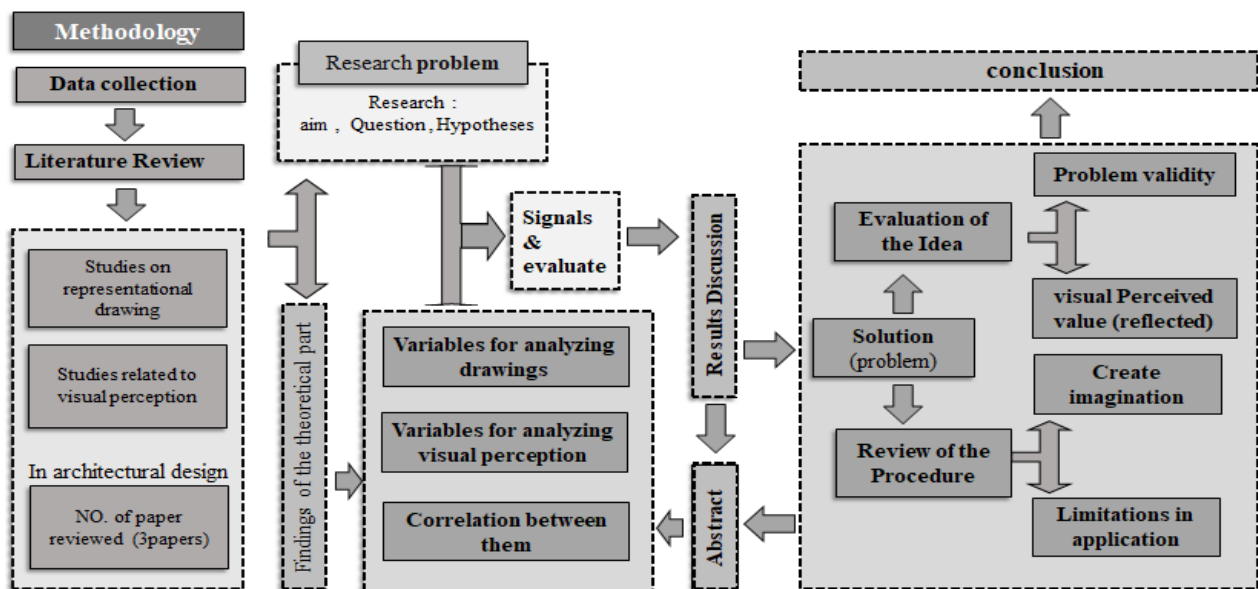 Methodology
Data collection
Literature Review
Studies on
representational
drawing
Studies related to
visual perception
In architectural design
NO. of paper
reviewed (3papers)
Research problem
Research :
aim , Question, Hypotheses
Findings of the theoretical part
Signals
&
evaluate
Variables for analyzing
drawings
Variables for analyzing
visual perception
Correlation between
them
Results Discussion
Abstract
conclusion
Problem validity
Evaluation of
the Idea
visual Perceived
value (reflected)
Solution
(problem)
Create
imagination
Review of the
Procedure
Limitations in
application